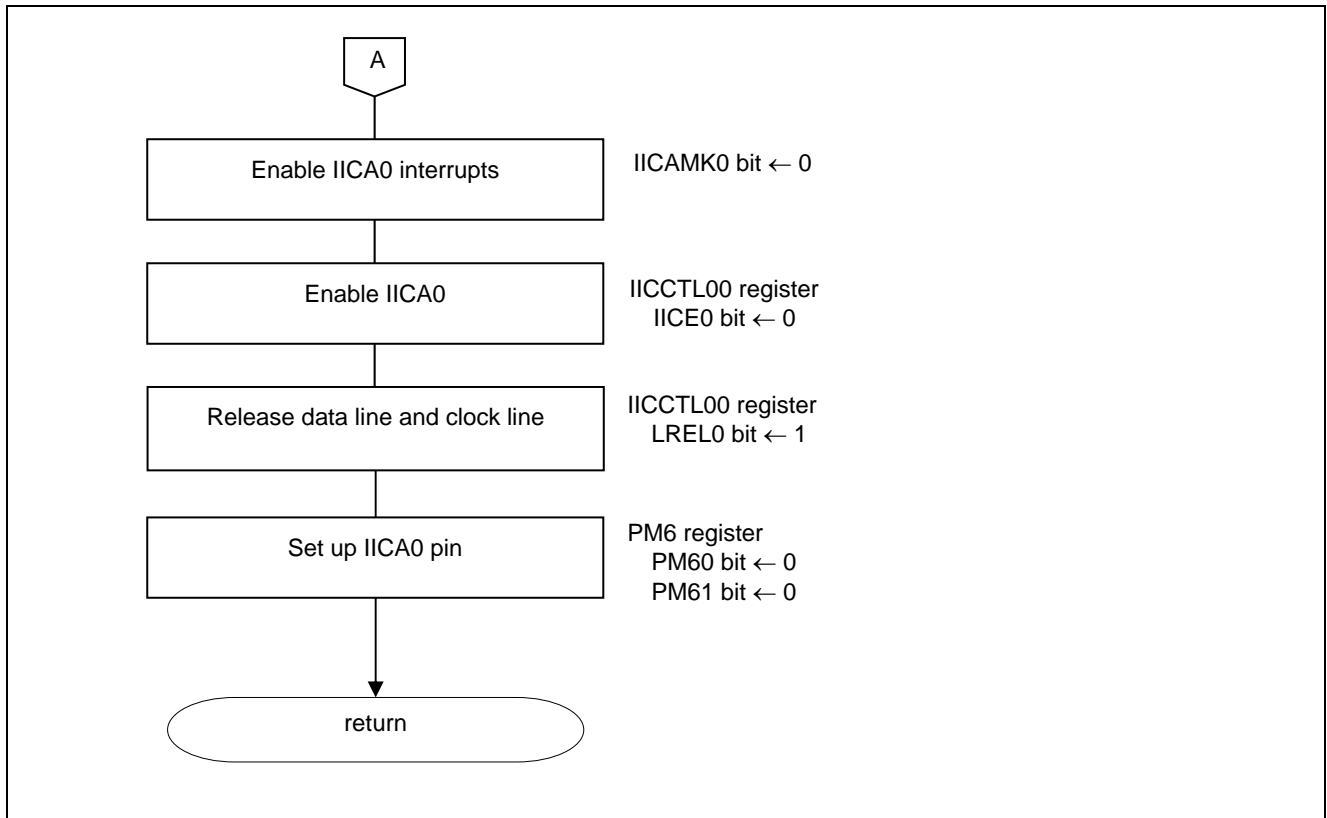 A
Enable IICA0 interrupts
IICAMK0 bit ← 0
Enable IICA0
IICCTL00 register
IICE0 bit ← 0
Release data line and clock line
IICCTL00 register
LREL0 bit ← 1
Set up IICA0 pin
PM6 register
PM60 bit ← 0
PM61 bit ← 0
return